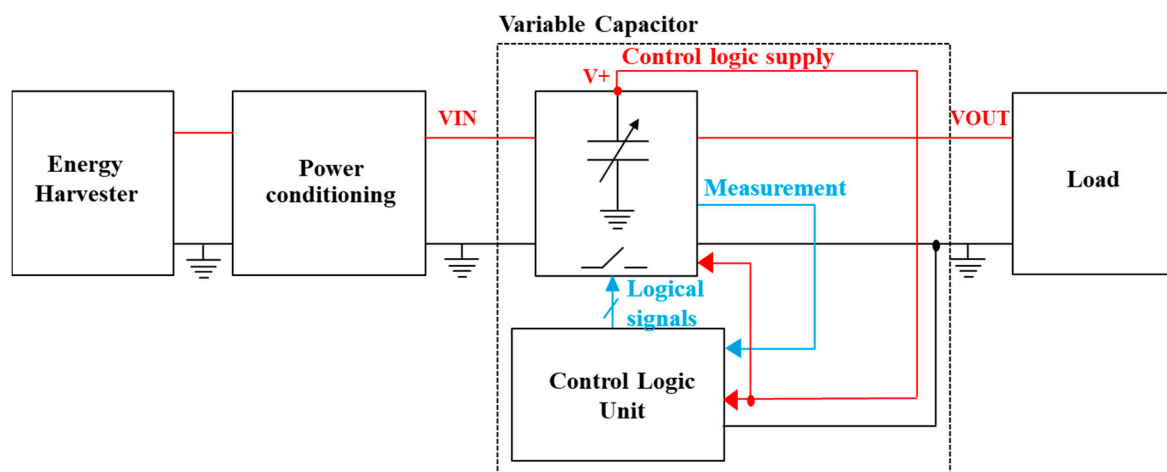 Variable Capacitor
Control logic supply
V+
VIN
VOUT
Energy
Harvester
Power
conditioning
Load
Measurement
Logical
signals
Control Logic
Unit